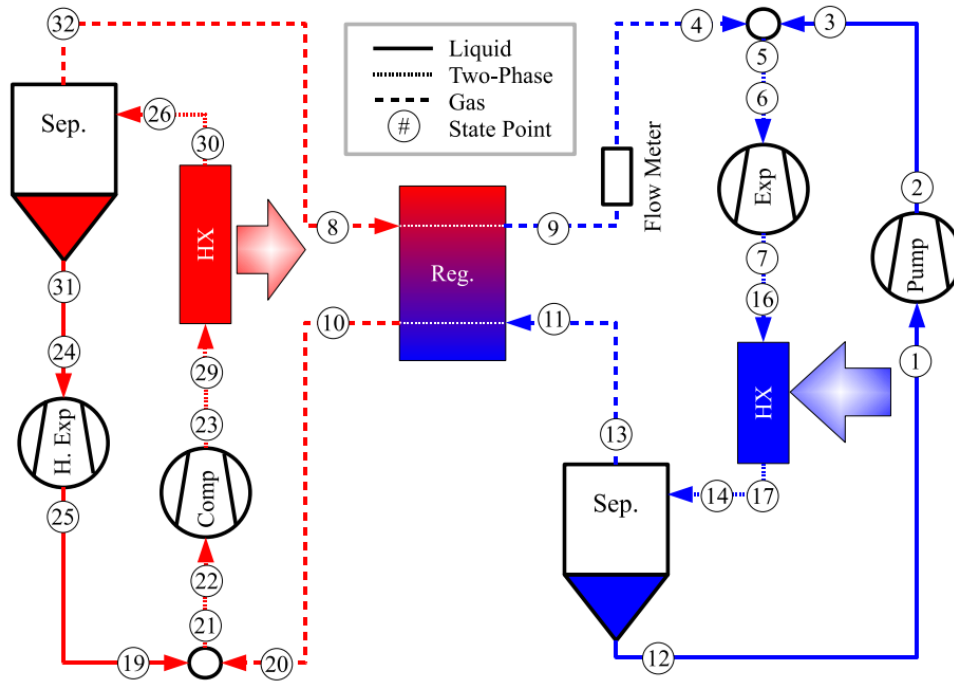 32
4
3
Liquid
Two-Phase
Gas
# State Point
5
6
Sep.
26
30
Flow Meter
Exp
2
HX
8
9
7
Pump
Reg.
31
16
10
11
1
24
29
HX
H. Exp
23
13
Comp
Sep.
14
17
25
22
21
19
20
12